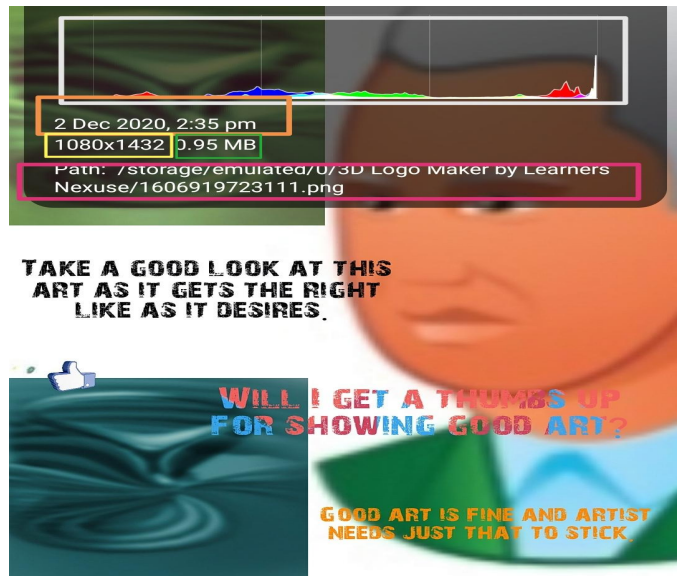 2 Dec 2020, 2:35 pm
1080x1432 0.95 MB
Path: /storage/emulated/0/3D Logo Maker by Learners
Nexuse/1606919723111.png
TAKE A GOOD LOOK AT THIS
ART AS IT GETS THE RIGHT
LIKE AS IT DESIRES.
WILL I GET A THUMBS UP
FOR SHOWING GOOD ART?
GOOD ART IS FINE AND ARTIST
NEEDS JUST THAT TO STICK.